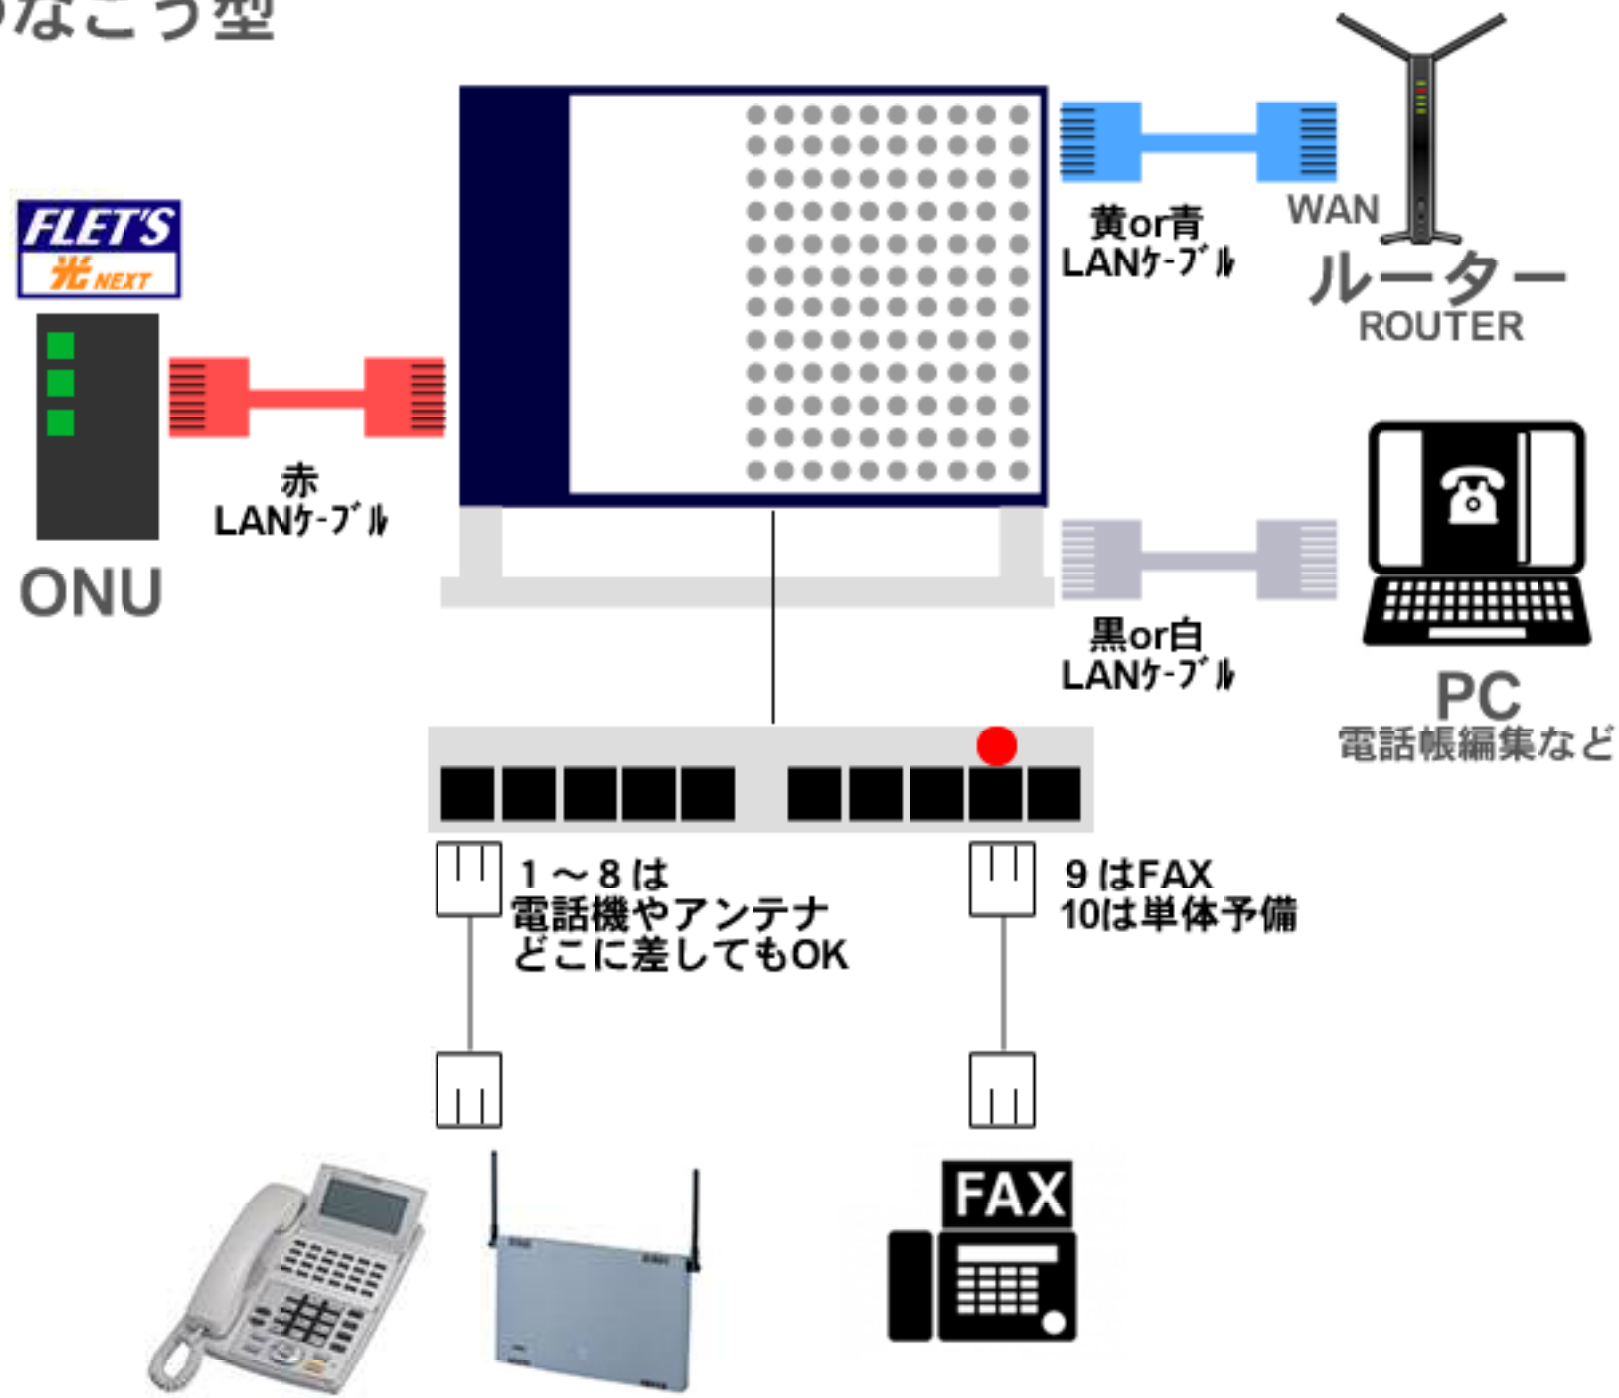 なこう型
FLET'S
光 NEXT
ONU
赤
LANｹ-ﾌﾞﾙ
黄or青
LANｹ-ﾌﾞﾙ
WAN
ルーター
ROUTER
黒or白
LANｹ-ﾌﾞﾙ
PC
電話帳編集など
1～8は
電話機やアンテナ
どこに差してもOK
9はFAX
10は単体予備
FAX